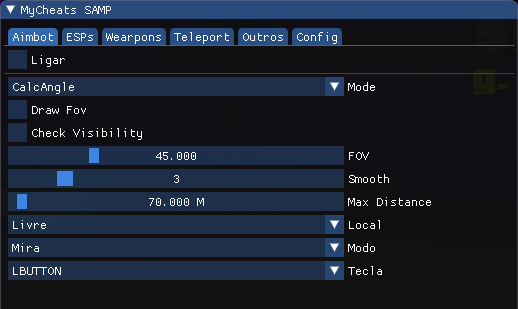 MyCheats SAMP
Aimbot ESPs Wearpons Teleport Outros Config
Ligar
CalcAngle Mode
Draw Fov
Check Visibility
45.000 FOV
3 Smooth
70.000 M Max Distance
Livre Local
Mira Modo
LBUTTON Tecla